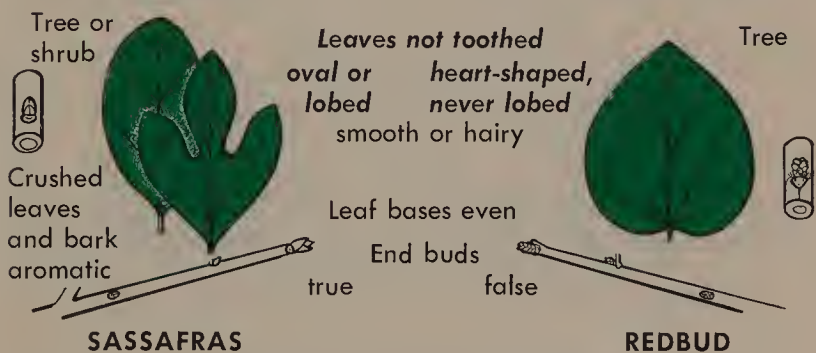 Tree or
shrub
Leaves not toothed
oval or heart-shaped,
lobed never lobed
smooth or hairy
Tree
Crushed
leaves
and bark
aromatic
Leaf bases even
End buds
true false
SASSAFRAS REDBUD